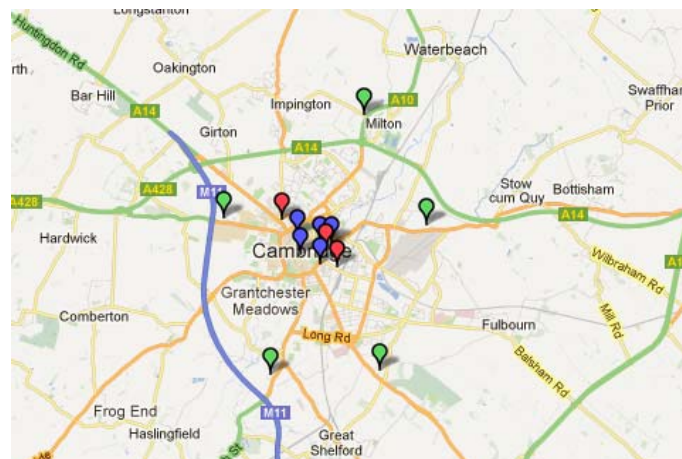 Longstanton
Huntingdon Rd
Waterbeach
Oakington
Bar Hill
Swaffham
Prior
Impington
A10
A14
Milton
Girton
A14
A428
M11
Stow
cum Quy
Bottisham
A428
A14
Hardwick
Cambridge
Wilbraham Rd
Grantchester
Meadows
Mill Rd
Comberton
Long Rd
Fulbourn
Balsham Rd
Frog End
M11
Haslingfield
Great
Shelford